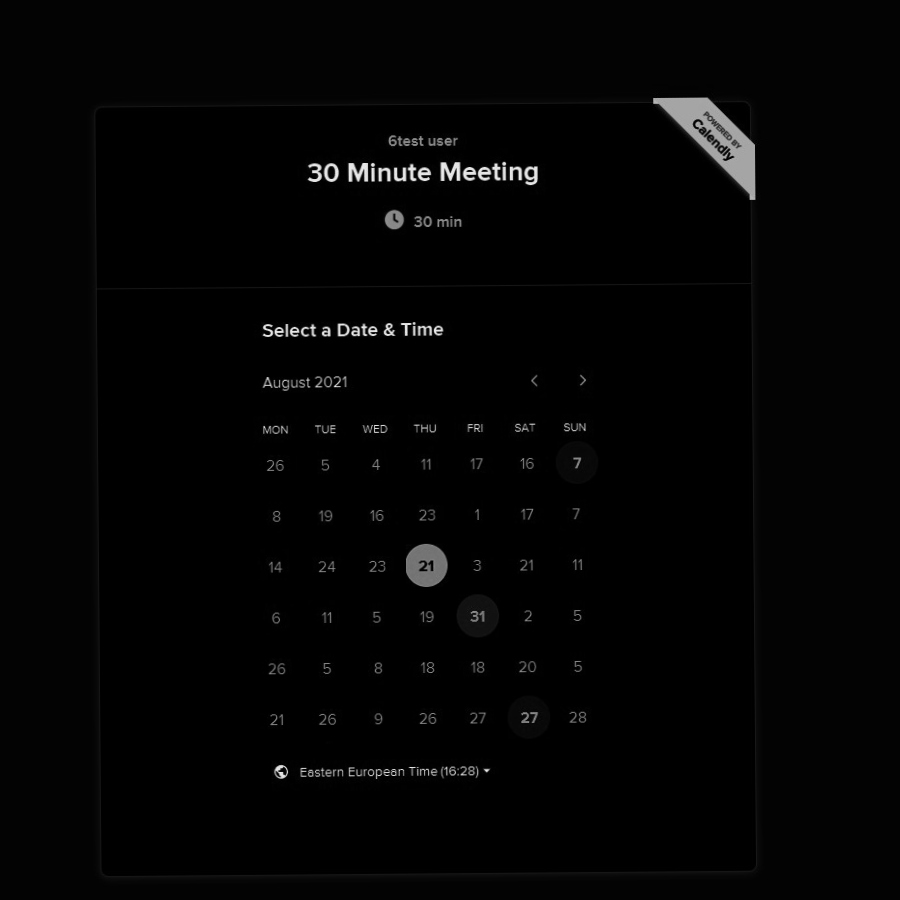 POWERED BY
Calendly
6test user
30 Minute Meeting
30 min
Select a Date & Time
August 2021
MON TUE WED THU FRI SAT SUN
26 5 4 11 17 16 7
8 19 16 23 1 17 7
14 24 23 21 3 21 11
6 11 5 19 31 2 5
26 5 8 18 18 20 5
21 26 9 26 27 27 28
Eastern European Time (16:28)